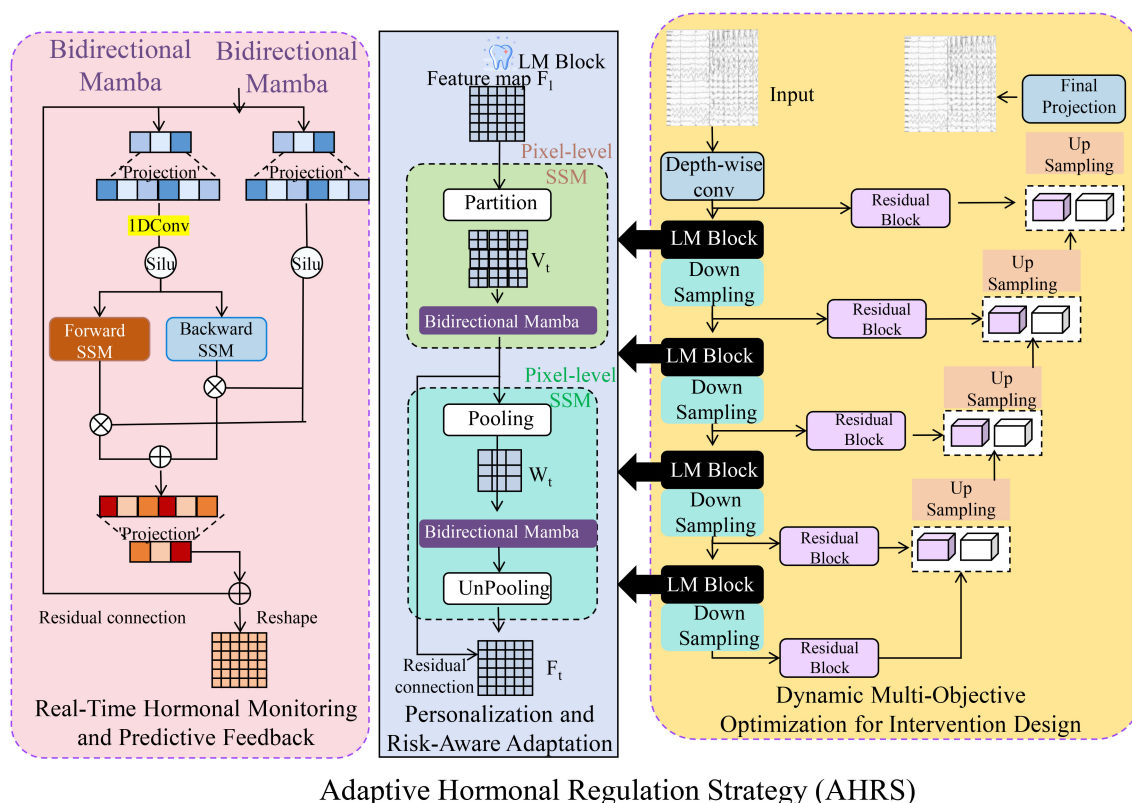 Bidirectional
Mamba
Bidirectional
Mamba
'Projection'
'Projection'
1DConv
Silu
Silu
Forward
SSM
Backward
SSM
'Projection'
Residual connection
Reshape
Real-Time Hormonal Monitoring
and Predictive Feedback
LM Block
Feature map Fl
Pixel-level
SSM
Partition
Vt
Bidirectional Mamba
Pixel-level
SSM
Pooling
Wt
Bidirectional Mamba
UnPooling
Residual
connection
Ft
Personalization and
Risk-Aware Adaptation
Input
Final
Projection
Depth-wise
conv
Up
Sampling
Residual
Block
LM Block
Down
Sampling
Up
Sampling
Residual
Block
LM Block
Down
Sampling
Up
Sampling
Residual
Block
LM Block
Down
Sampling
Up
Sampling
Residual
Block
LM Block
Down
Sampling
Residual
Block
Dynamic Multi-Objective
Optimization for Intervention Design
Adaptive Hormonal Regulation Strategy (AHRS)